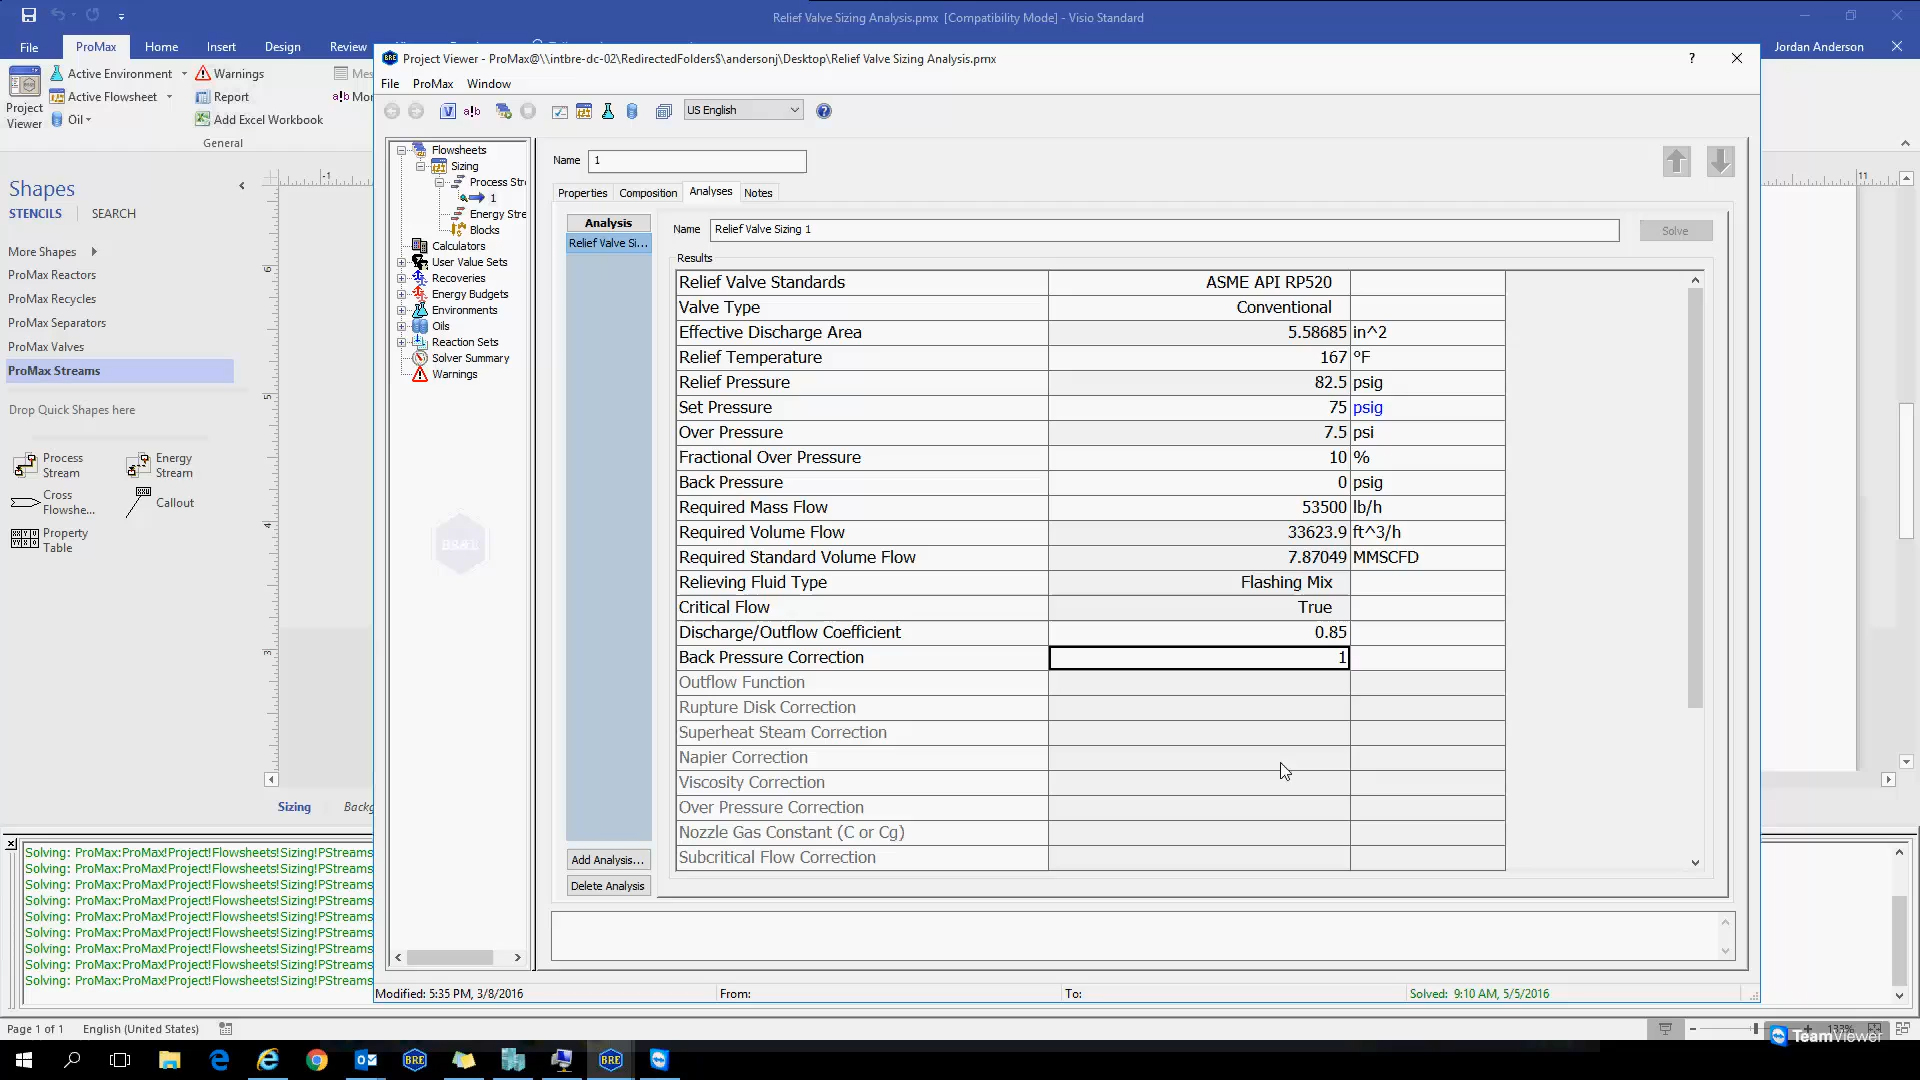 Relief Valve Sizing Analysis.pmx [Compatibility Mode] - Visio Standard
File ProMax Home Insert Design Review
Jordan Anderson
Project Viewer
Active Environment
Active Flowsheet
Oil
Warnings
Report
Add Excel Workbook
General
Mes
a!b Mor
Shapes
STENCILS SEARCH
More Shapes
ProMax Reactors
ProMax Recycles
ProMax Separators
ProMax Valves
ProMax Streams
Drop Quick Shapes here
Process Stream
Energy Stream
Cross Flowshe...
Callout
Property Table
-1
11
6
5
4
3
Sizing Backg
BRE Project Viewer - ProMax@\\intbre-dc-02\RedirectedFolders$\andersonj\Desktop\Relief Valve Sizing Analysis.pmx
File ProMax Window
a!b
US English
Flowsheets
Sizing
Process Stre
1
Energy Stre
Blocks
Calculators
User Value Sets
Recoveries
Energy Budgets
Environments
Oils
Reaction Sets
Solver Summary
Warnings
Name 1
Properties Composition Analyses Notes
Analysis
Relief Valve Si...
Add Analysis...
Delete Analysis
Name Relief Valve Sizing 1
Solve
Results
Relief Valve Standards ASME API RP520
Valve Type Conventional
Effective Discharge Area 5.58685 in^2
Relief Temperature 167 °F
Relief Pressure 82.5 psig
Set Pressure 75 psig
Over Pressure 7.5 psi
Fractional Over Pressure 10 %
Back Pressure 0 psig
Required Mass Flow 53500 lb/h
Required Volume Flow 33623.9 ft^3/h
Required Standard Volume Flow 7.87049 MMSCFD
Relieving Fluid Type Flashing Mix
Critical Flow True
Discharge/Outflow Coefficient 0.85
Back Pressure Correction 1
Outflow Function
Rupture Disk Correction
Superheat Steam Correction
Napier Correction
Viscosity Correction
Over Pressure Correction
Nozzle Gas Constant (C or Cg)
Subcritical Flow Correction
Modified: 5:35 PM, 3/8/2016 From: To: Solved: 9:10 AM, 5/5/2016
Solving: ProMax:ProMax!Project!Flowsheets!Sizing!PStreams
Solving: ProMax:ProMax!Project!Flowsheets!Sizing!PStreams
Solving: ProMax:ProMax!Project!Flowsheets!Sizing!PStreams
Solving: ProMax:ProMax!Project!Flowsheets!Sizing!PStreams
Solving: ProMax:ProMax!Project!Flowsheets!Sizing!PStreams
Solving: ProMax:ProMax!Project!Flowsheets!Sizing!PStreams
Solving: ProMax:ProMax!Project!Flowsheets!Sizing!PStreams
Solving: ProMax:ProMax!Project!Flowsheets!Sizing!PStreams
Solving: ProMax:ProMax!Project!Flowsheets!Sizing!PStreams
Page 1 of 1 English (United States)
133%
TeamViewer
BRE
BRE